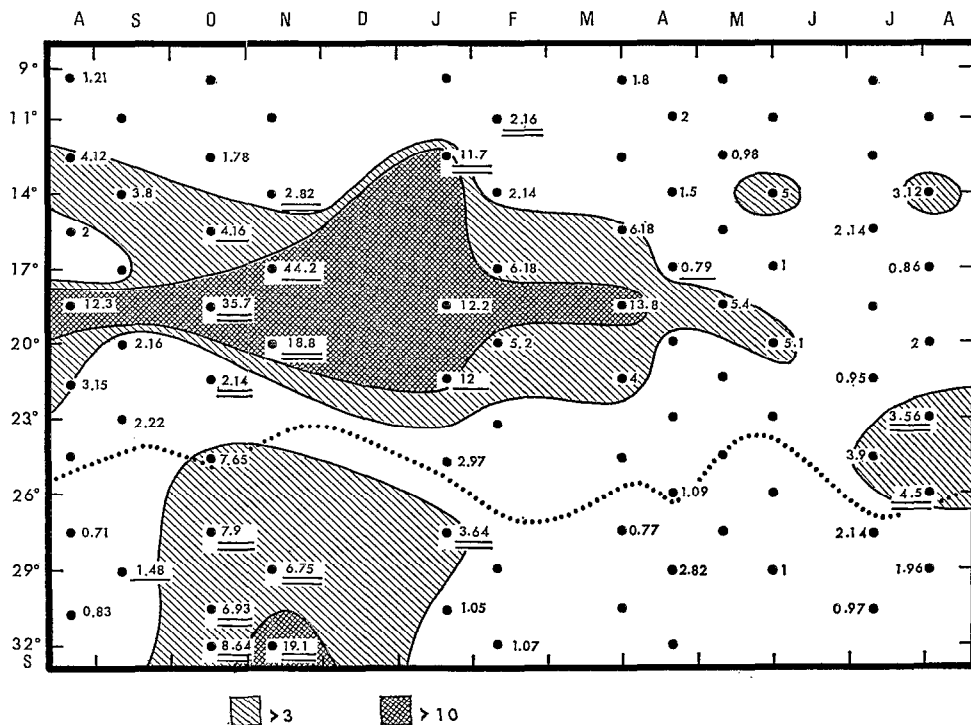 A S O N D J F M A M J J A
9°
1.21 1.8
11°
2.16 2
4.12 1.78 11.7 0.98
14°
3.8 2.82 2.14 1.5 5 3.12
2 4.16 6.18 2.14
17°
44.2 6.18 0.79 1 0.86
12.3 35.7 12.2 13.8 5.4
20°
2.16 18.8 5.2 5.1 2
3.15 2.14 12 4 0.95
23°
2.22 3.56
7.65 2.97 3.9
26°
1.09 4.5
0.71 7.9 3.64 0.77 2.14
29°
1.48 6.75 2.82 1 1.96
0.83 6.93 1.05 0.97
32°
8.64 19.1 1.07
S
>3 >10